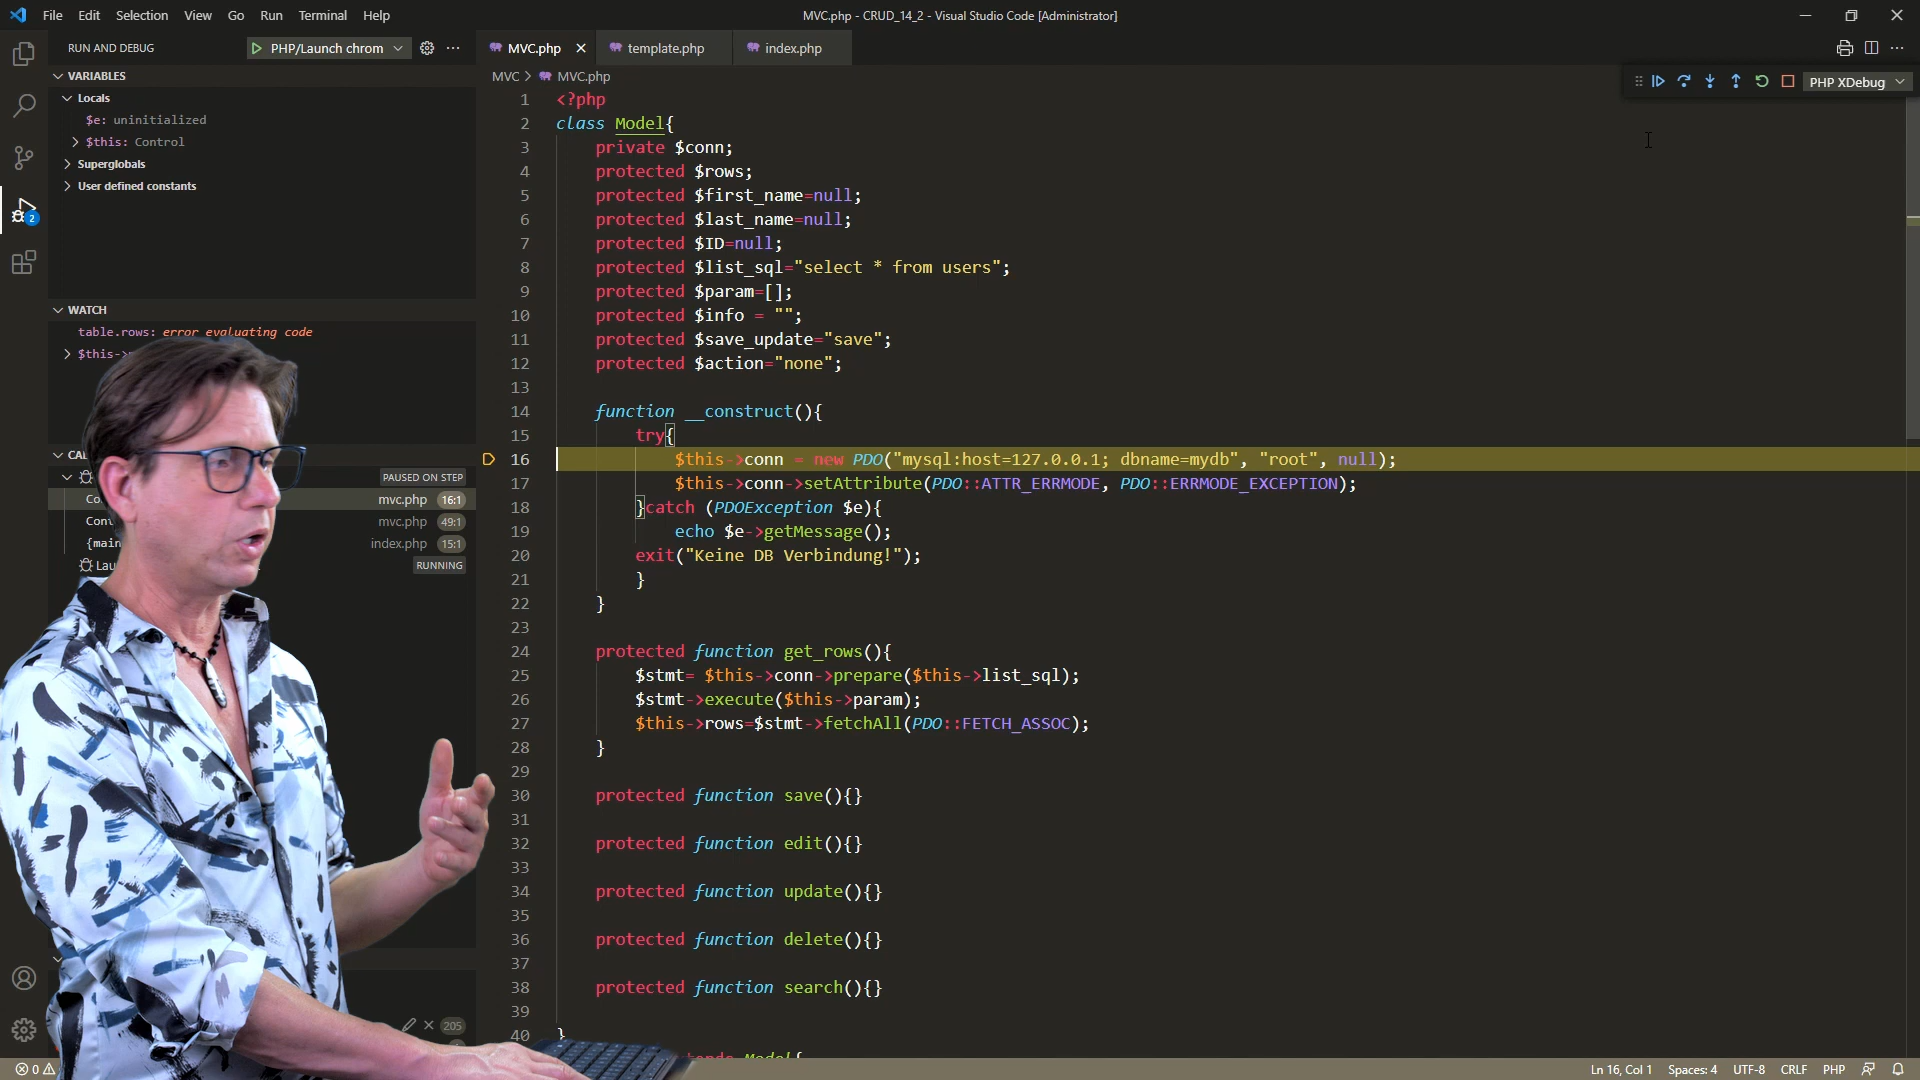 File Edit Selection View Go Run Terminal Help
MVC.php - CRUD_14_2 - Visual Studio Code [Administrator]
RUN AND DEBUG
PHP/Launch chrom
MVC.php
template.php
index.php
VARIABLES
Locals
$e: uninitialized
$this: Control
Superglobals
User defined constants
WATCH
table.rows: error evaluating code
PAUSED ON STEP
mvc.php 16:1
mvc.php 49:1
index.php 15:1
RUNNING
2
205
MVC > MVC.php
PHP XDebug
1 <?php
2 class Model{
3 private $conn;
4 protected $rows;
5 protected $first_name=null;
6 protected $last_name=null;
7 protected $ID=null;
8 protected $list_sql="select * from users";
9 protected $param=[];
10 protected $info = "";
11 protected $save_update="save";
12 protected $action="none";
13
14 function __construct(){
15 try{
16 $this->conn = new PDO("mysql:host=127.0.0.1; dbname=mydb", "root", null);
17 $this->conn->setAttribute(PDO::ATTR_ERRMODE, PDO::ERRMODE_EXCEPTION);
18 }catch (PDOException $e){
19 echo $e->getMessage();
20 exit("Keine DB Verbindung!");
21 }
22 }
23
24 protected function get_rows(){
25 $stmt= $this->conn->prepare($this->list_sql);
26 $stmt->execute($this->param);
27 $this->rows=$stmt->fetchAll(PDO::FETCH_ASSOC);
28 }
29
30 protected function save(){}
31
32 protected function edit(){}
33
34 protected function update(){}
35
36 protected function delete(){}
37
38 protected function search(){}
39
40 }
0
Ln 16, Col 1 Spaces: 4 UTF-8 CRLF PHP